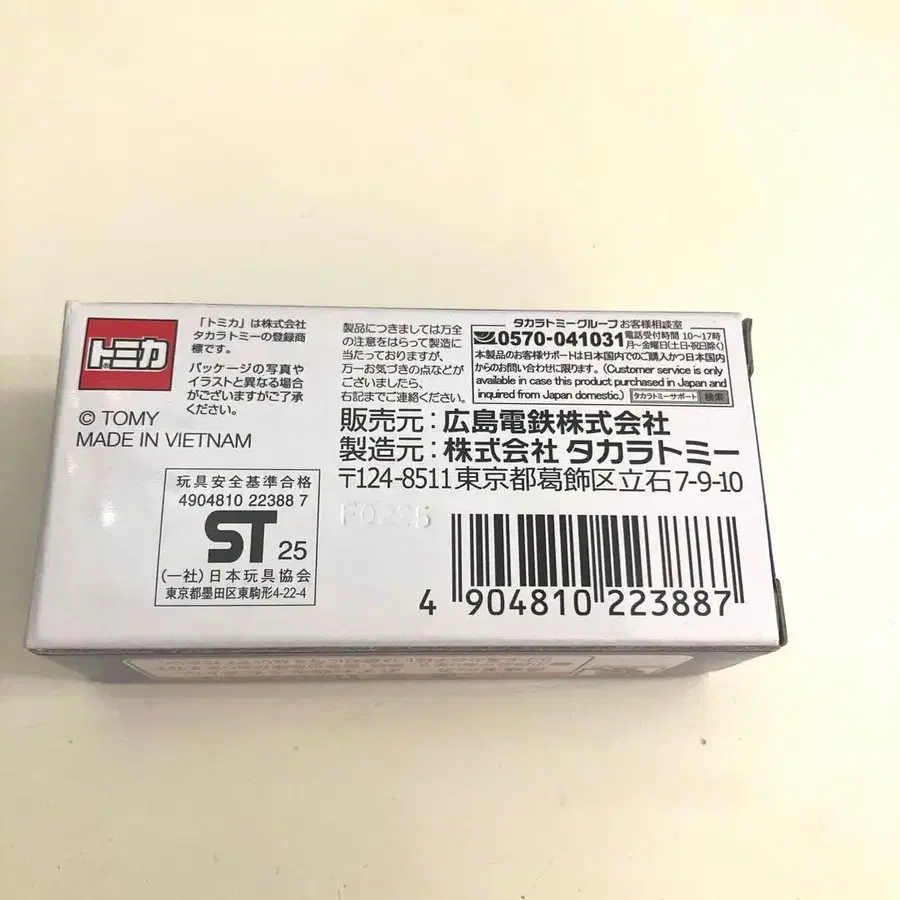 トミカ
© TOMY
MADE IN VIETNAM
「トミカ」は株式会社
タカラトミーの登録商
標です。
パッケージの写真や
イラストと異なる場合
がございますがご了承
ください。
玩具安全基準合格
4904810 22388 7
ST 25
(一社)日本玩具協会
東京都墨田区東駒形4-22-4
製品につきましては万全
の注意をはらって製造に
当たっておりますが、
万一お気づきの点などが
ございましたら、
右記までご連絡ください。
タカラトミーグループお客様相談室
0570-041031 電話受付時間 10〜17時
月〜金曜日(土日・祝日除く)
本製品のお客様サポートは日本国内でのご購入かつ日本国内
からのお問い合わせに限ります。(Customer service is only
available in case this product purchased in Japan and
inquired from Japan domestic.) タカラトミーサポート 検索
販売元：広島電鉄株式会社
製造元：株式会社 タカラトミー
〒124-8511 東京都葛飾区立石7-9-10
4 904810 223887